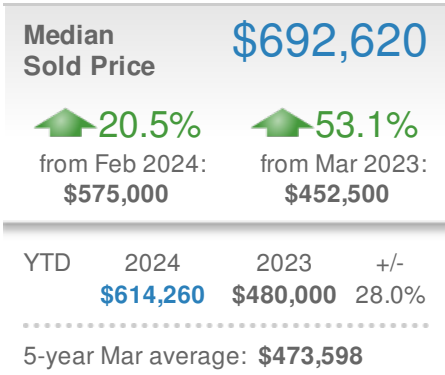 Median $692,620
Sold Price
20.5% 53.1%
from Feb 2024: from Mar 2023:
$575,000 $452,500
YTD 2024 2023 +/-
$614,260 $480,000 28.0%
5-year Mar average: $473,598